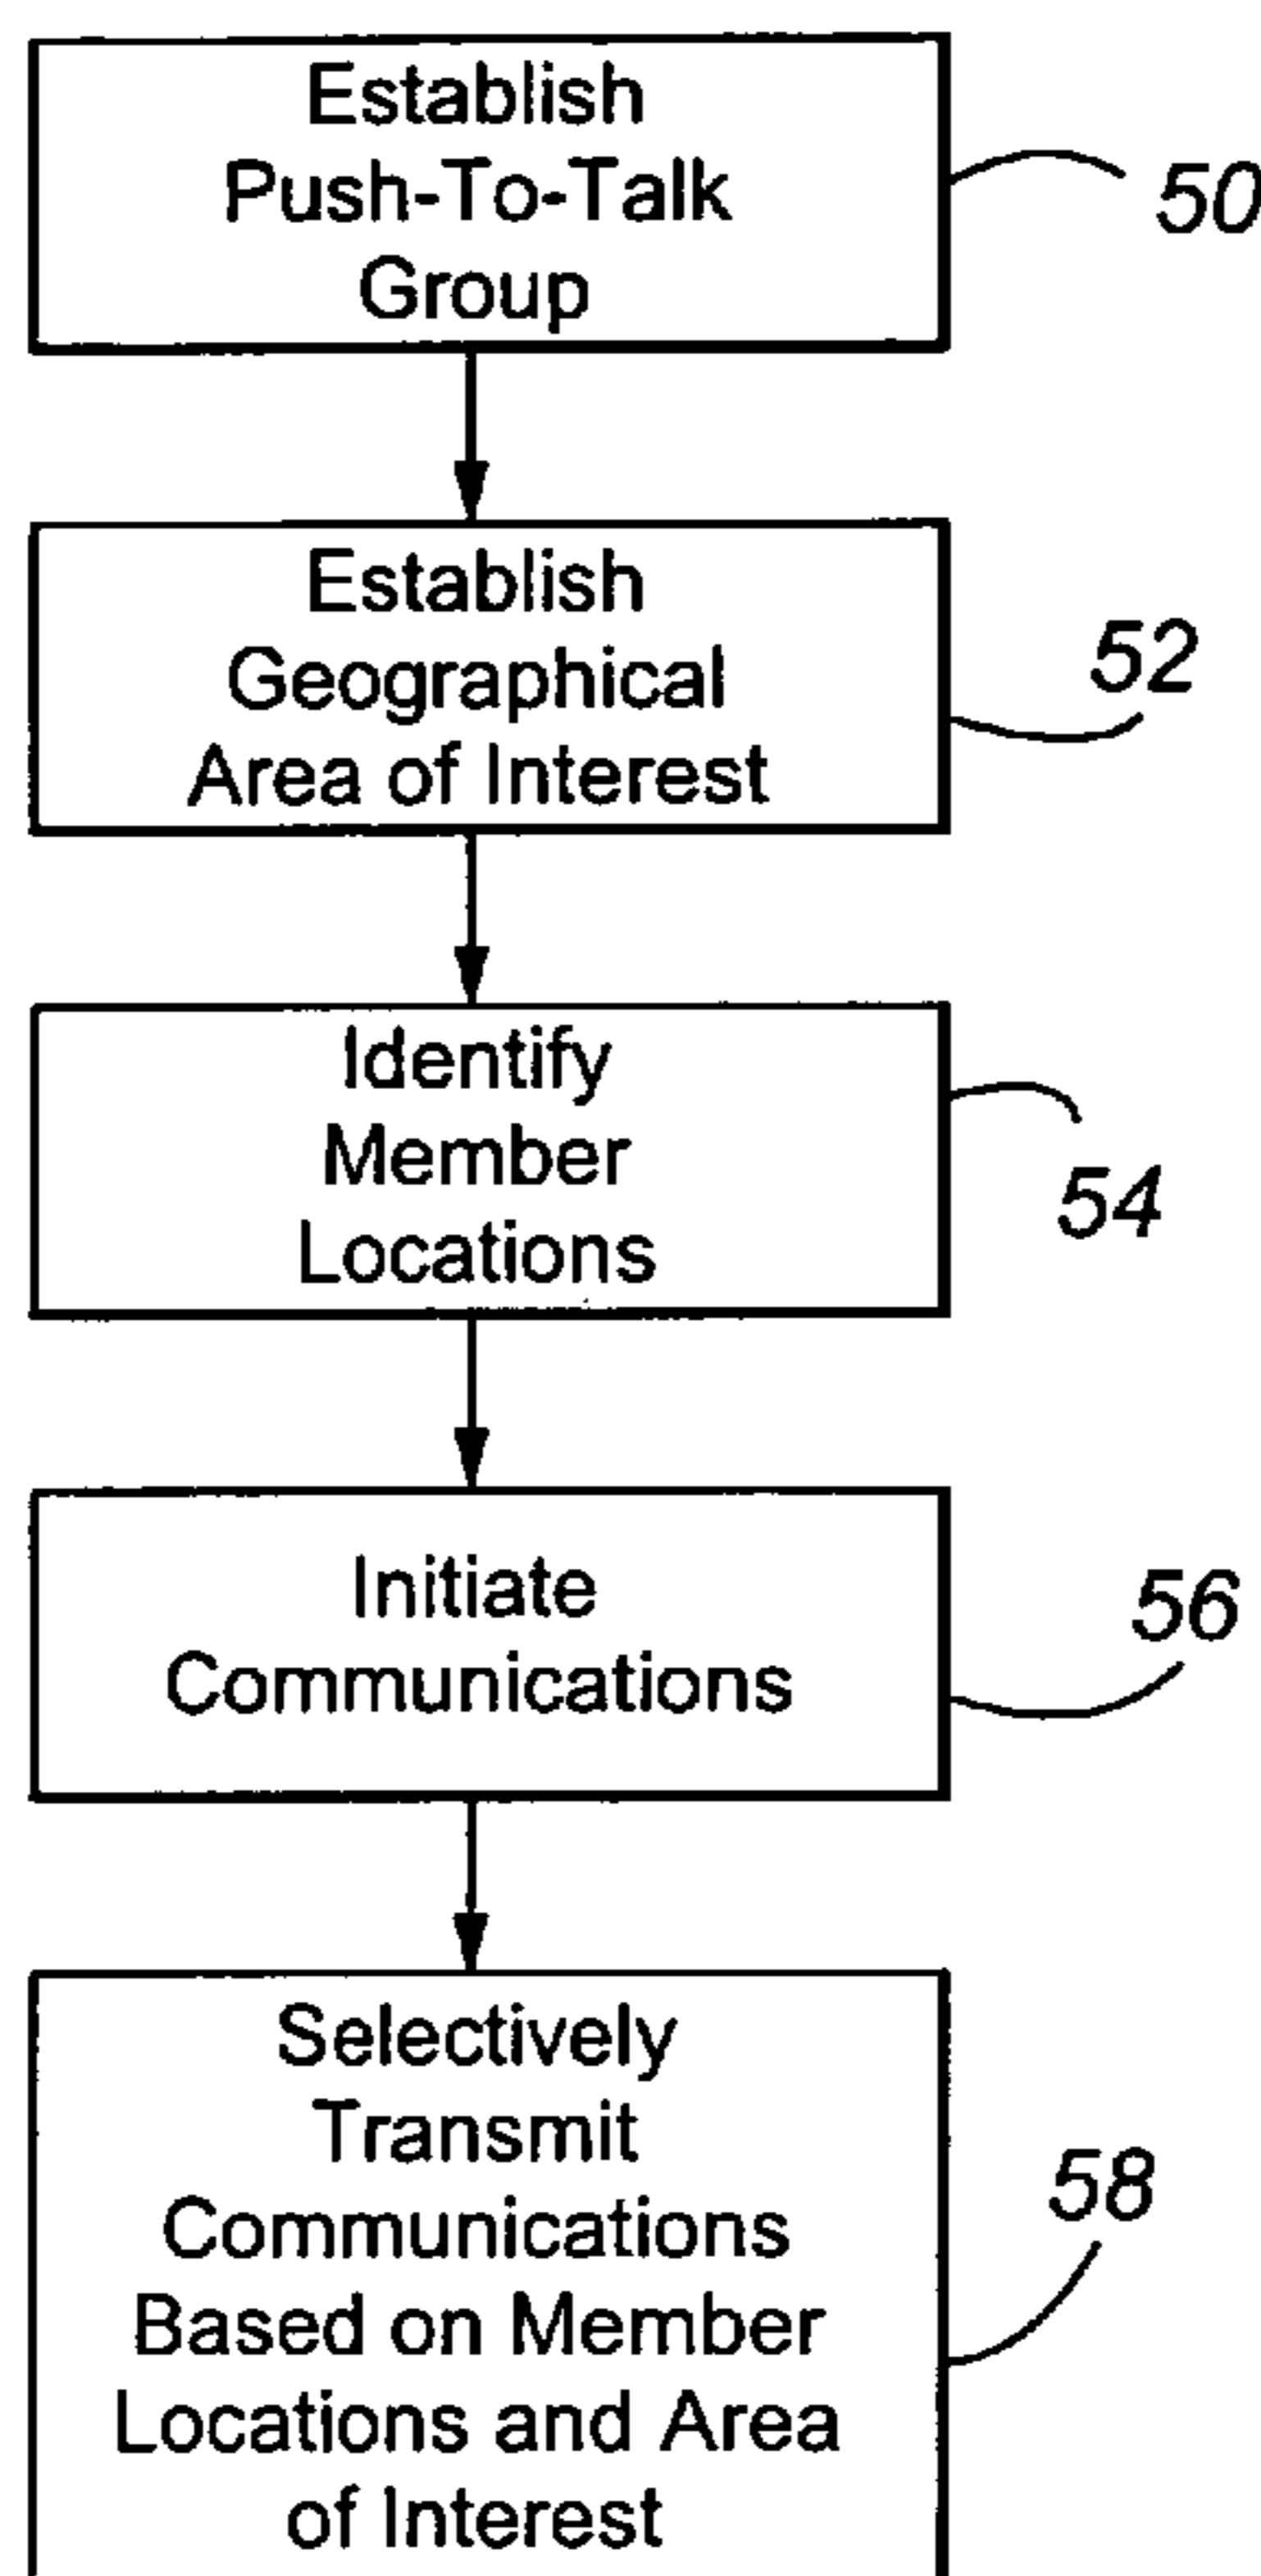 Establish
Push-To-Talk
Group
50
Establish
Geographical
Area of Interest
52
Identify
Member
Locations
54
Initiate
Communications
56
Selectively
Transmit
Communications
Based on Member
Locations and Area
of Interest
58